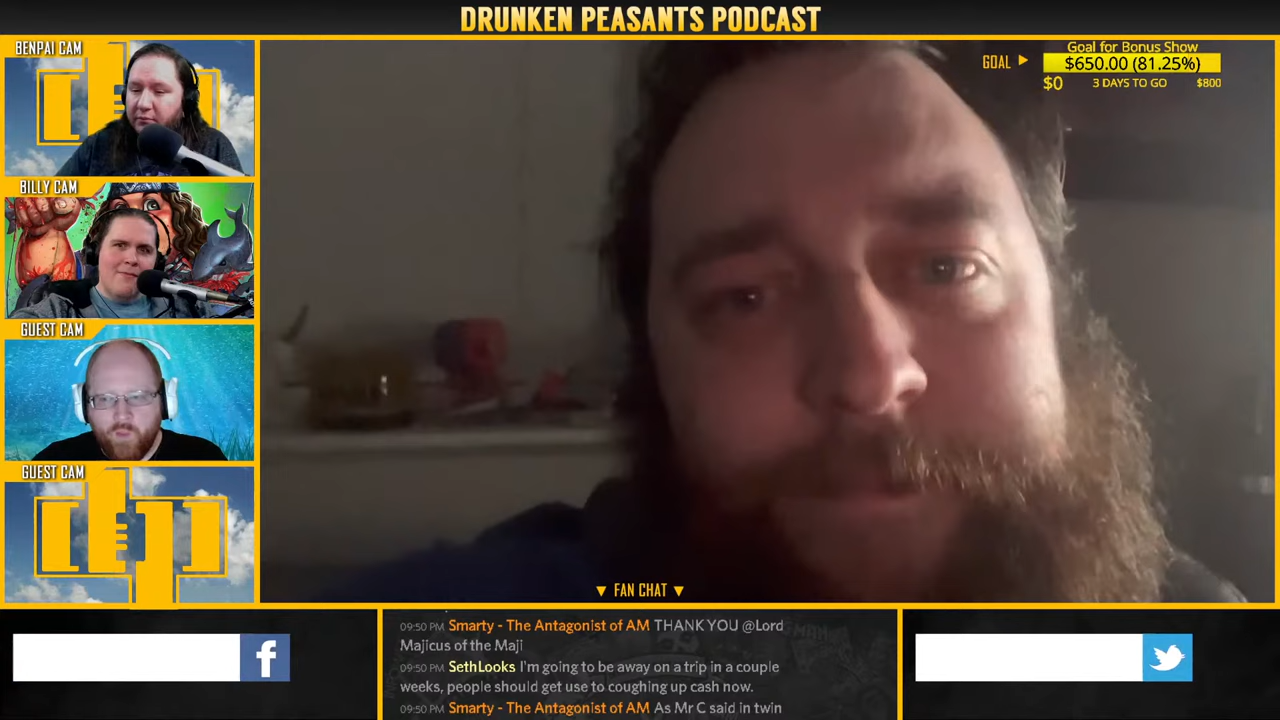 DRUNKEN PEASANTS PODCAST
BENPAI CAM
BILLY CAM
GUEST CAM
GUEST CAM
Goal for Bonus Show
GOAL ▶ $650.00 (81.25%)
$0 3 DAYS TO GO $800
▼ FAN CHAT ▼
09:50 PM Smarty - The Antagonist of AM THANK YOU @Lord
Majicus of the Maji
09:50 PM SethLooks I'm going to be away on a trip in a couple
weeks, people should get use to coughing up cash now.
09:50 PM Smarty - The Antagonist of AM As Mr C said in twin